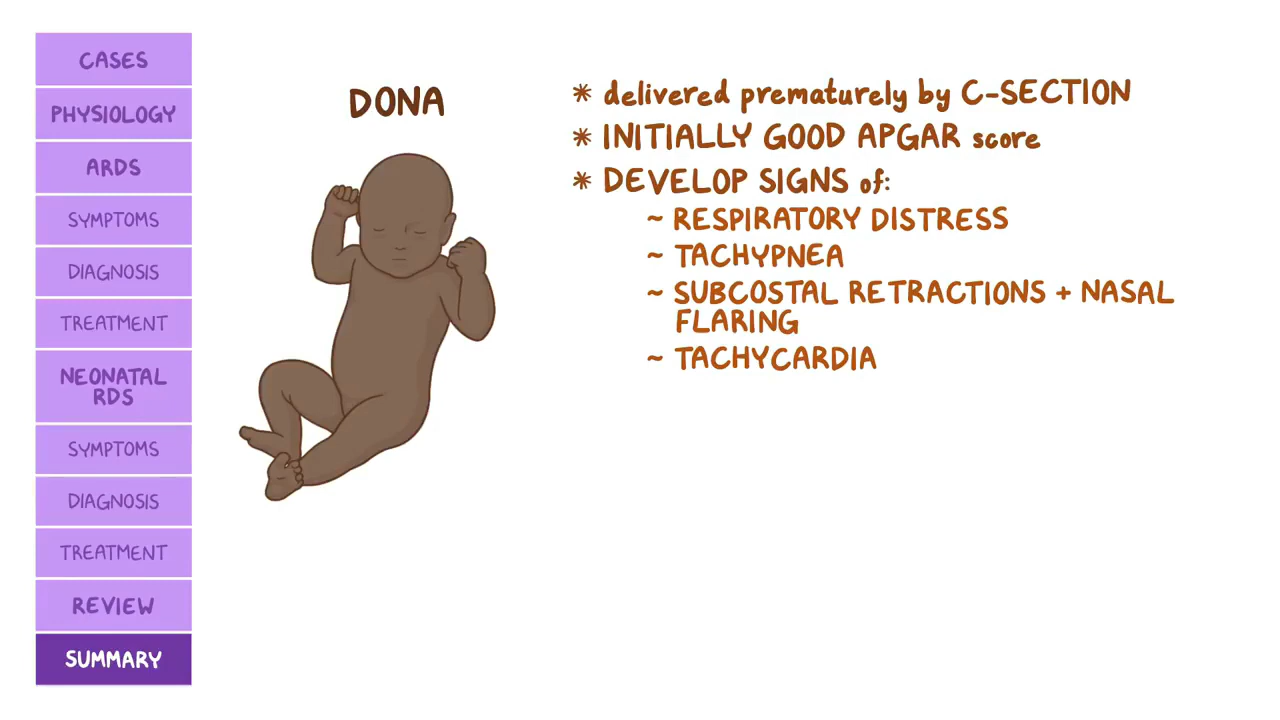 CASES
PHYSIOLOGY
ARDS
SYMPTOMS
DIAGNOSIS
TREATMENT
NEONATAL
RDS
SYMPTOMS
DIAGNOSIS
TREATMENT
REVIEW
SUMMARY
DONA
* delivered prematurely by C-SECTION
* INITIALLY GOOD APGAR score
* DEVELOP SIGNS of:
~ RESPIRATORY DISTRESS
~ TACHYPNEA
~ SUBCOSTAL RETRACTIONS + NASAL
FLARING
~ TACHYCARDIA